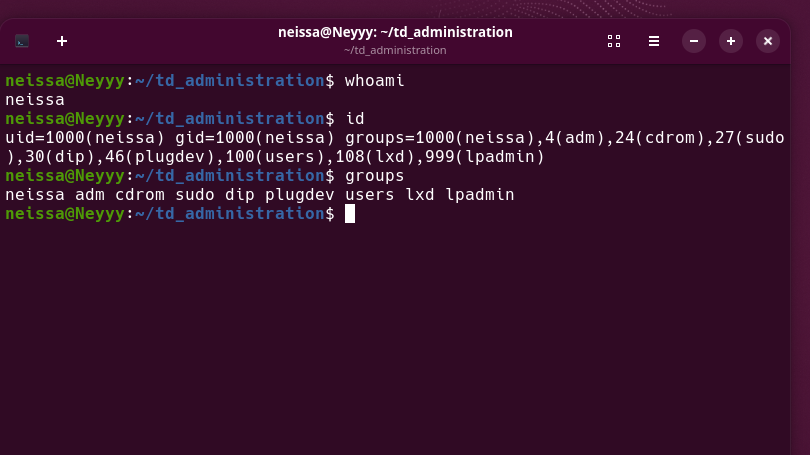 neissa@Neyyy: ~/td_administration
~/td_administration
neissa@Neyyy:~/td_administration$ whoami
neissa
neissa@Neyyy:~/td_administration$ id
uid=1000(neissa) gid=1000(neissa) groups=1000(neissa),4(adm),24(cdrom),27(sudo
),30(dip),46(plugdev),100(users),108(lxd),999(lpadmin)
neissa@Neyyy:~/td_administration$ groups
neissa adm cdrom sudo dip plugdev users lxd lpadmin
neissa@Neyyy:~/td_administration$